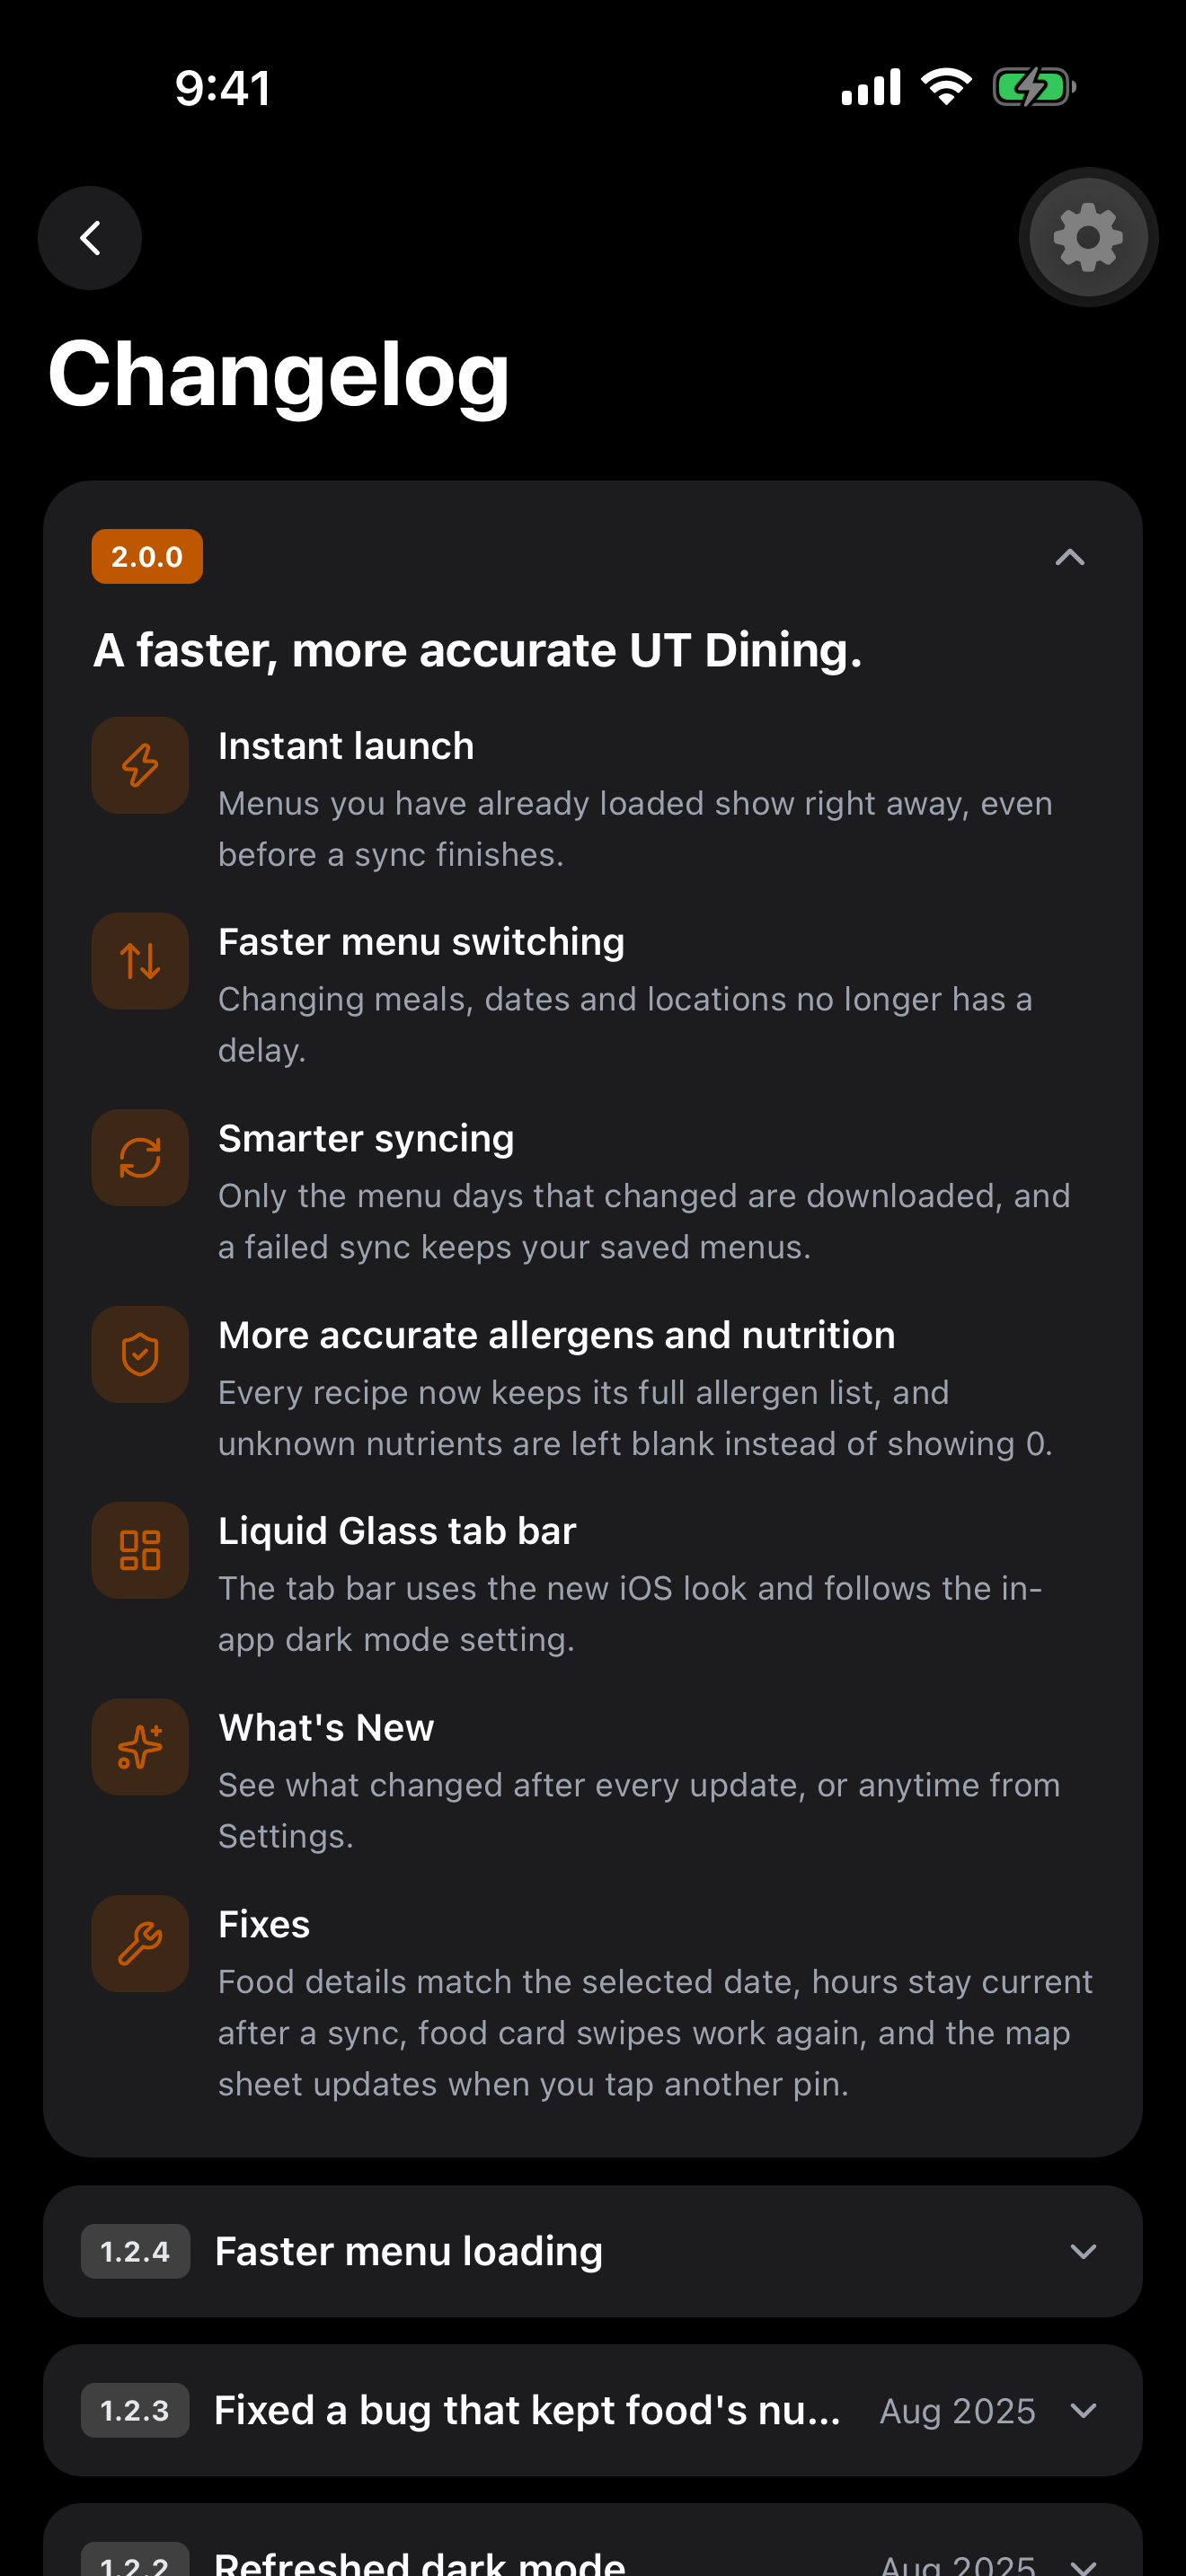 9:41
Changelog
2.0.0
A faster, more accurate UT Dining.
Instant launch
Menus you have already loaded show right away, even
before a sync finishes.
Faster menu switching
Changing meals, dates and locations no longer has a
delay.
Smarter syncing
Only the menu days that changed are downloaded, and
a failed sync keeps your saved menus.
More accurate allergens and nutrition
Every recipe now keeps its full allergen list, and
unknown nutrients are left blank instead of showing 0.
Liquid Glass tab bar
The tab bar uses the new iOS look and follows the in-
app dark mode setting.
What's New
See what changed after every update, or anytime from
Settings.
Fixes
Food details match the selected date, hours stay current
after a sync, food card swipes work again, and the map
sheet updates when you tap another pin.
1.2.4 Faster menu loading
1.2.3 Fixed a bug that kept food's nu... Aug 2025
1.2.2 Refreshed dark mode Aug 2025